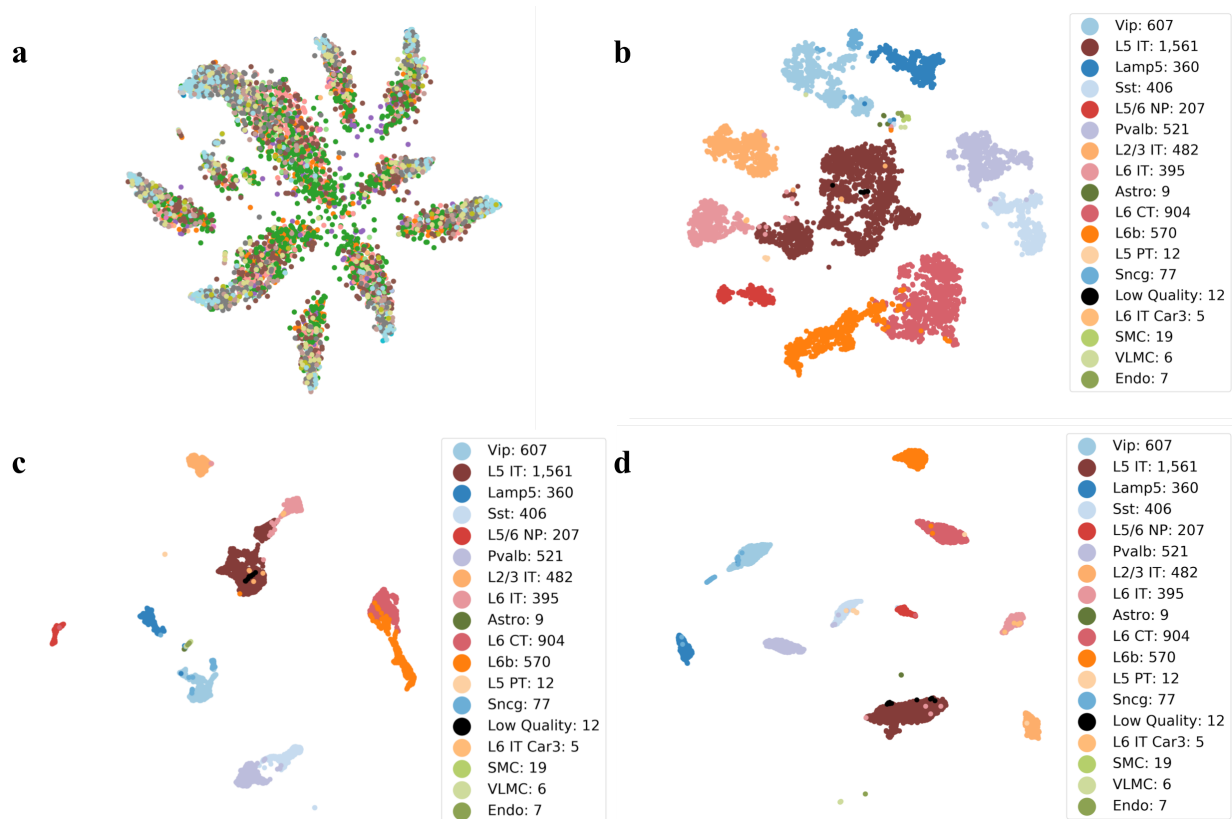 a
b
Vip: 607
L5 IT: 1,561
Lamp5: 360
Sst: 406
L5/6 NP: 207
Pvalb: 521
L2/3 IT: 482
L6 IT: 395
Astro: 9
L6 CT: 904
L6b: 570
L5 PT: 12
Sncg: 77
Low Quality: 12
L6 IT Car3: 5
SMC: 19
VLMC: 6
Endo: 7
c
Vip: 607
L5 IT: 1,561
Lamp5: 360
Sst: 406
L5/6 NP: 207
Pvalb: 521
L2/3 IT: 482
L6 IT: 395
Astro: 9
L6 CT: 904
L6b: 570
L5 PT: 12
Sncg: 77
Low Quality: 12
L6 IT Car3: 5
SMC: 19
VLMC: 6
Endo: 7
d
Vip: 607
L5 IT: 1,561
Lamp5: 360
Sst: 406
L5/6 NP: 207
Pvalb: 521
L2/3 IT: 482
L6 IT: 395
Astro: 9
L6 CT: 904
L6b: 570
L5 PT: 12
Sncg: 77
Low Quality: 12
L6 IT Car3: 5
SMC: 19
VLMC: 6
Endo: 7